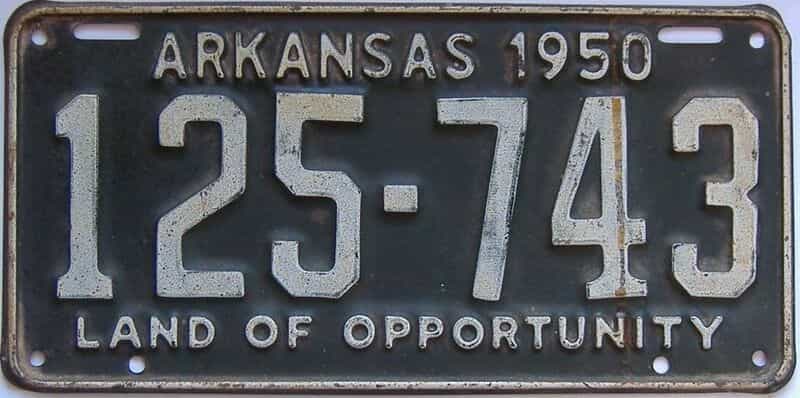 ARKANSAS 1950
125-743
LAND OF OPPORTUNITY